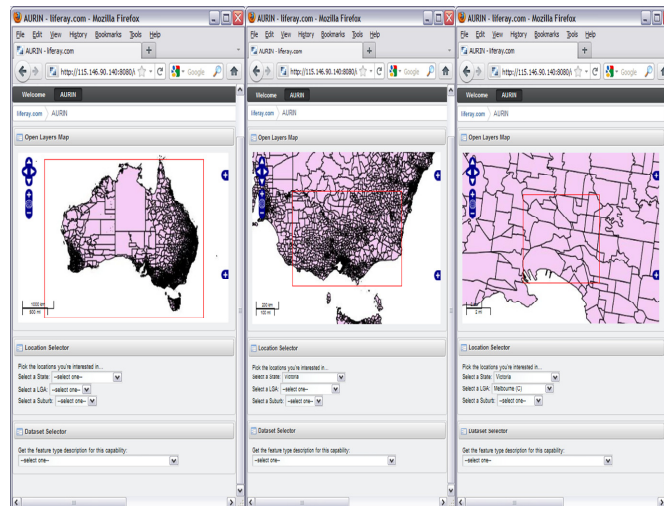 AURIN - liferay.com - Mozilla Firefox
File Edit View History Bookmarks Tools Help
AURIN - liferay.com
http://115.146.90.140:8080/
Google
Welcome AURIN
liferay.com AURIN
Open Layers Map
1000 km
500 mi
Location Selector
Pick the locations you're interested in...
Select a State: --select one--
Select a LGA: --select one--
Select a Suburb: --select one--
Dataset Selector
Get the feature type description for this capability:
--select one--
AURIN - liferay.com - Mozilla Firefox
File Edit View History Bookmarks Tools Help
AURIN - liferay.com
http://115.146.90.140:8080/
Google
Welcome AURIN
liferay.com AURIN
Open Layers Map
200 km
100 mi
Location Selector
Pick the locations you're interested in...
Select a State: Victoria
Select a LGA: --select one--
Select a Suburb: --select one--
Dataset Selector
Get the feature type description for this capability:
--select one--
AURIN - liferay.com - Mozilla Firefox
File Edit View History Bookmarks Tools Help
AURIN - liferay.com
http://115.146.90.140:8080/
Google
Welcome AURIN
liferay.com AURIN
Open Layers Map
2 mi
Location Selector
Pick the locations you're interested in...
Select a State: Victoria
Select a LGA: Melbourne (C)
Select a Suburb: --select one--
Dataset Selector
Get the feature type description for this capability:
--select one--